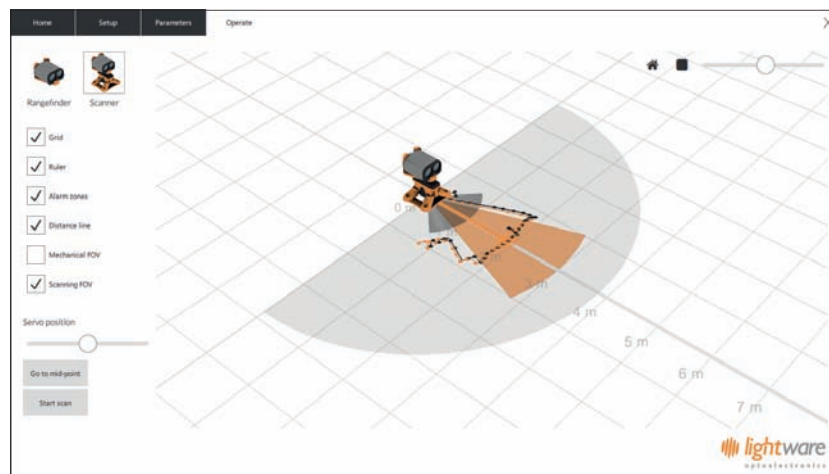 Home Setup Parameters Operate
Rangefinder Scanner
Grid
Ruler
Alarm zones
Distance line
Mechanical FOV
Scanning FOV
Servo position
Go to mid-point
Start scan
0 m
3 m
4 m
5 m
6 m
7 m
lightware
optoelectronics